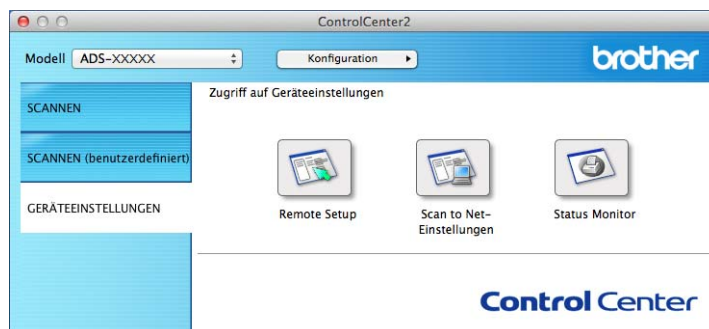 ControlCenter2
Modell ADS-XXXXX Konfiguration brother
SCANNEN
SCANNEN (benutzerdefiniert)
GERÄTEEINSTELLUNGEN
Zugriff auf Geräteeinstellungen
Remote Setup
Scan to Net-
Einstellungen
Status Monitor
Control Center